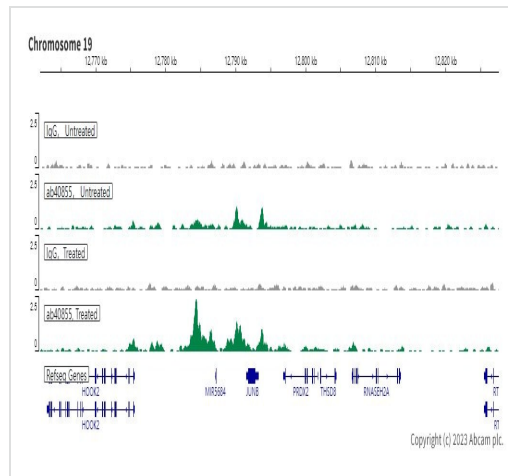 Chromosome 19
12,770 kb 12,780 kb 12,790 kb 12,800 kb 12,810 kb 12,820 kb
2.5
IgG, Untreated
0
2.5
ab40855, Untreated
0
2.5
IgG, Treated
0
2.5
ab40855, Treated
0
Refseq Genes
HOOK2 MIR5684 JUNB PRDX2 THSD8 RNASEH2A RT
HOOK2 RT
Copyright (c) 2023 Abcam plc.